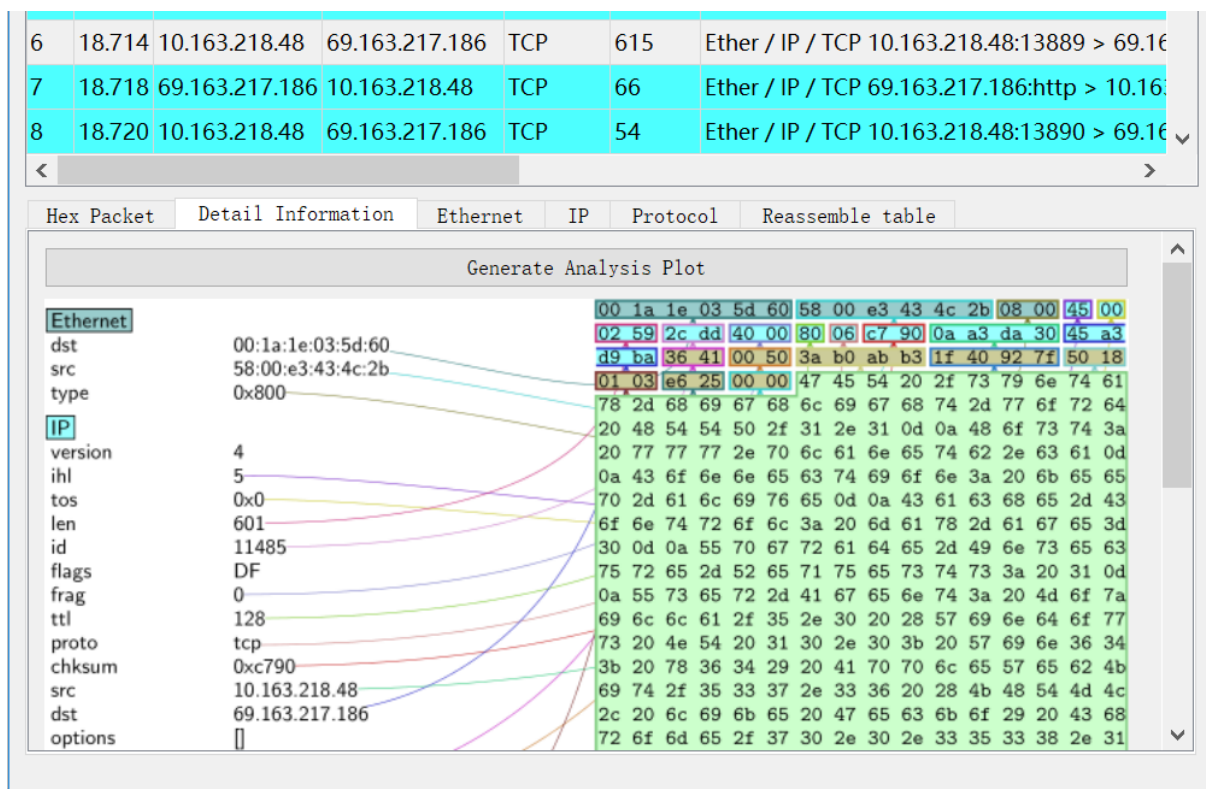 6 18.714 10.163.218.48 69.163.217.186 TCP 615 Ether / IP / TCP 10.163.218.48:13889 > 69.16
7 18.718 69.163.217.186 10.163.218.48 TCP 66 Ether / IP / TCP 69.163.217.186:http > 10.163
8 18.720 10.163.218.48 69.163.217.186 TCP 54 Ether / IP / TCP 10.163.218.48:13890 > 69.16
Hex Packet Detail Information Ethernet IP Protocol Reassemble table
Generate Analysis Plot
Ethernet
dst 00:1a:1e:03:5d:60
src 58:00:e3:43:4c:2b
type 0x800
IP
version 4
ihl 5
tos 0x0
len 601
id 11485
flags DF
frag 0
ttl 128
proto tcp
chksum 0xc790
src 10.163.218.48
dst 69.163.217.186
options []
00 1a 1e 03 5d 60 58 00 e3 43 4c 2b 08 00 45 00
02 59 2c dd 40 00 80 06 c7 90 0a a3 da 30 45 a3
d9 ba 36 41 00 50 3a b0 ab b3 1f 40 92 7f 50 18
01 03 e6 25 00 00 47 45 54 20 2f 73 79 6e 74 61
78 2d 68 69 67 68 6c 69 67 68 74 2d 77 6f 72 64
20 48 54 54 50 2f 31 2e 31 0d 0a 48 6f 73 74 3a
20 77 77 77 2e 70 6c 61 6e 65 74 62 2e 63 61 0d
0a 43 6f 6e 6e 65 63 74 69 6f 6e 3a 20 6b 65 65
70 2d 61 6c 69 76 65 0d 0a 43 61 63 68 65 2d 43
6f 6e 74 72 6f 6c 3a 20 6d 61 78 2d 61 67 65 3d
30 0d 0a 55 70 67 72 61 64 65 2d 49 6e 73 65 63
75 72 65 2d 52 65 71 75 65 73 74 73 3a 20 31 0d
0a 55 73 65 72 2d 41 67 65 6e 74 3a 20 4d 6f 7a
69 6c 6c 61 2f 35 2e 30 20 28 57 69 6e 64 6f 77
73 20 4e 54 20 31 30 2e 30 3b 20 57 69 6e 36 34
3b 20 78 36 34 29 20 41 70 70 6c 65 57 65 62 4b
69 74 2f 35 33 37 2e 33 36 20 28 4b 48 54 4d 4c
2c 20 6c 69 6b 65 20 47 65 63 6b 6f 29 20 43 68
72 6f 6d 65 2f 37 30 2e 30 2e 33 35 33 38 2e 31